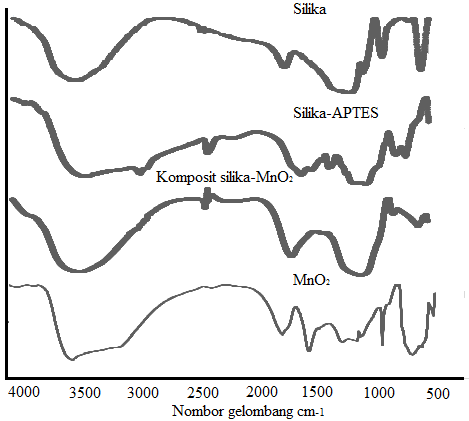 Silika
Silika-APTES
Komposit silika-MnO₂
MnO₂
4000 3500 3000 2500 2000 1500 1000 500
Nombor gelombang cm-1